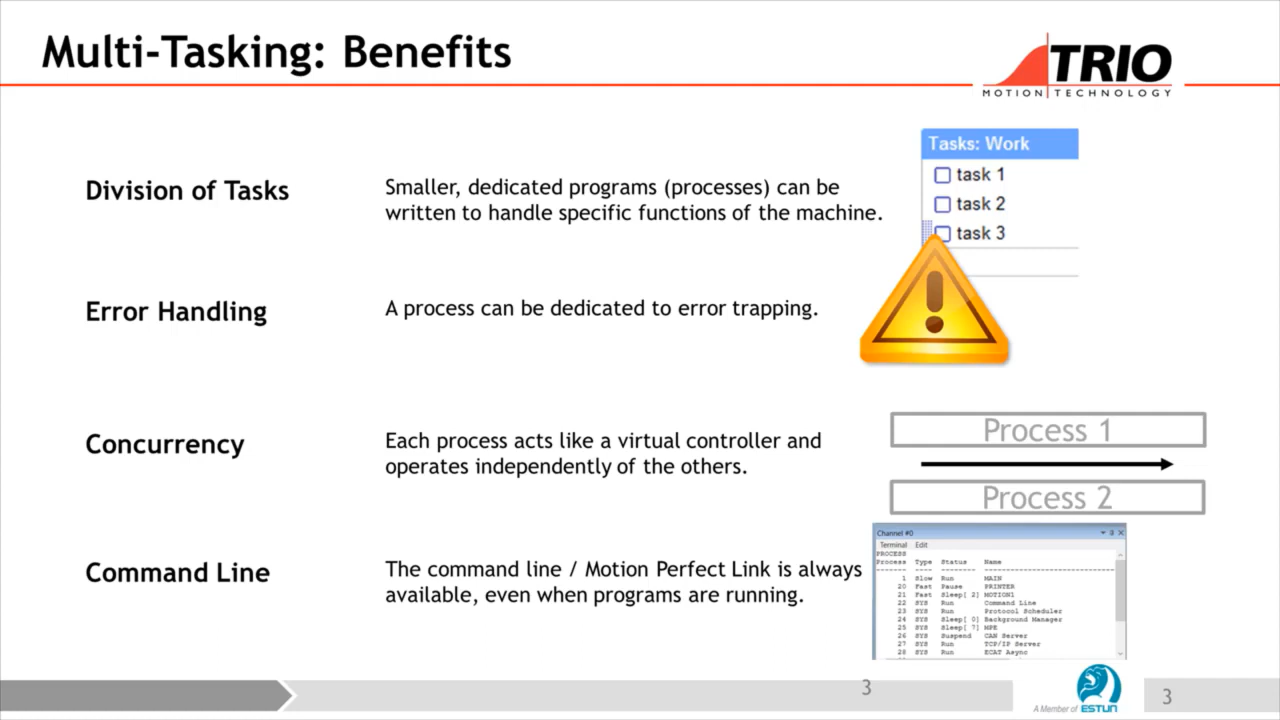 Multi-Tasking: Benefits
TRIO
MOTION TECHNOLOGY
Division of Tasks
Smaller, dedicated programs (processes) can be
written to handle specific functions of the machine.
Tasks: Work
task 1
task 2
task 3
Error Handling
A process can be dedicated to error trapping.
Concurrency
Each process acts like a virtual controller and
operates independently of the others.
Process 1
Process 2
Command Line
The command line / Motion Perfect Link is always
available, even when programs are running.
Channel #0
Terminal Edit
PROCESS
Process Type Status Name
1 Slow Run MAIN
20 Fast Pause PRINTER
21 Fast Sleep[ 2] MOTION1
22 SYS Run Command Line
23 SYS Run Protocol Scheduler
24 SYS Sleep[ 0] Background Manager
25 SYS Sleep[ 7] MPE
26 SYS Suspend CAN Server
27 SYS Run TCP/IP Server
28 SYS Run ECAT Async
3
A Member of ESTUN
3